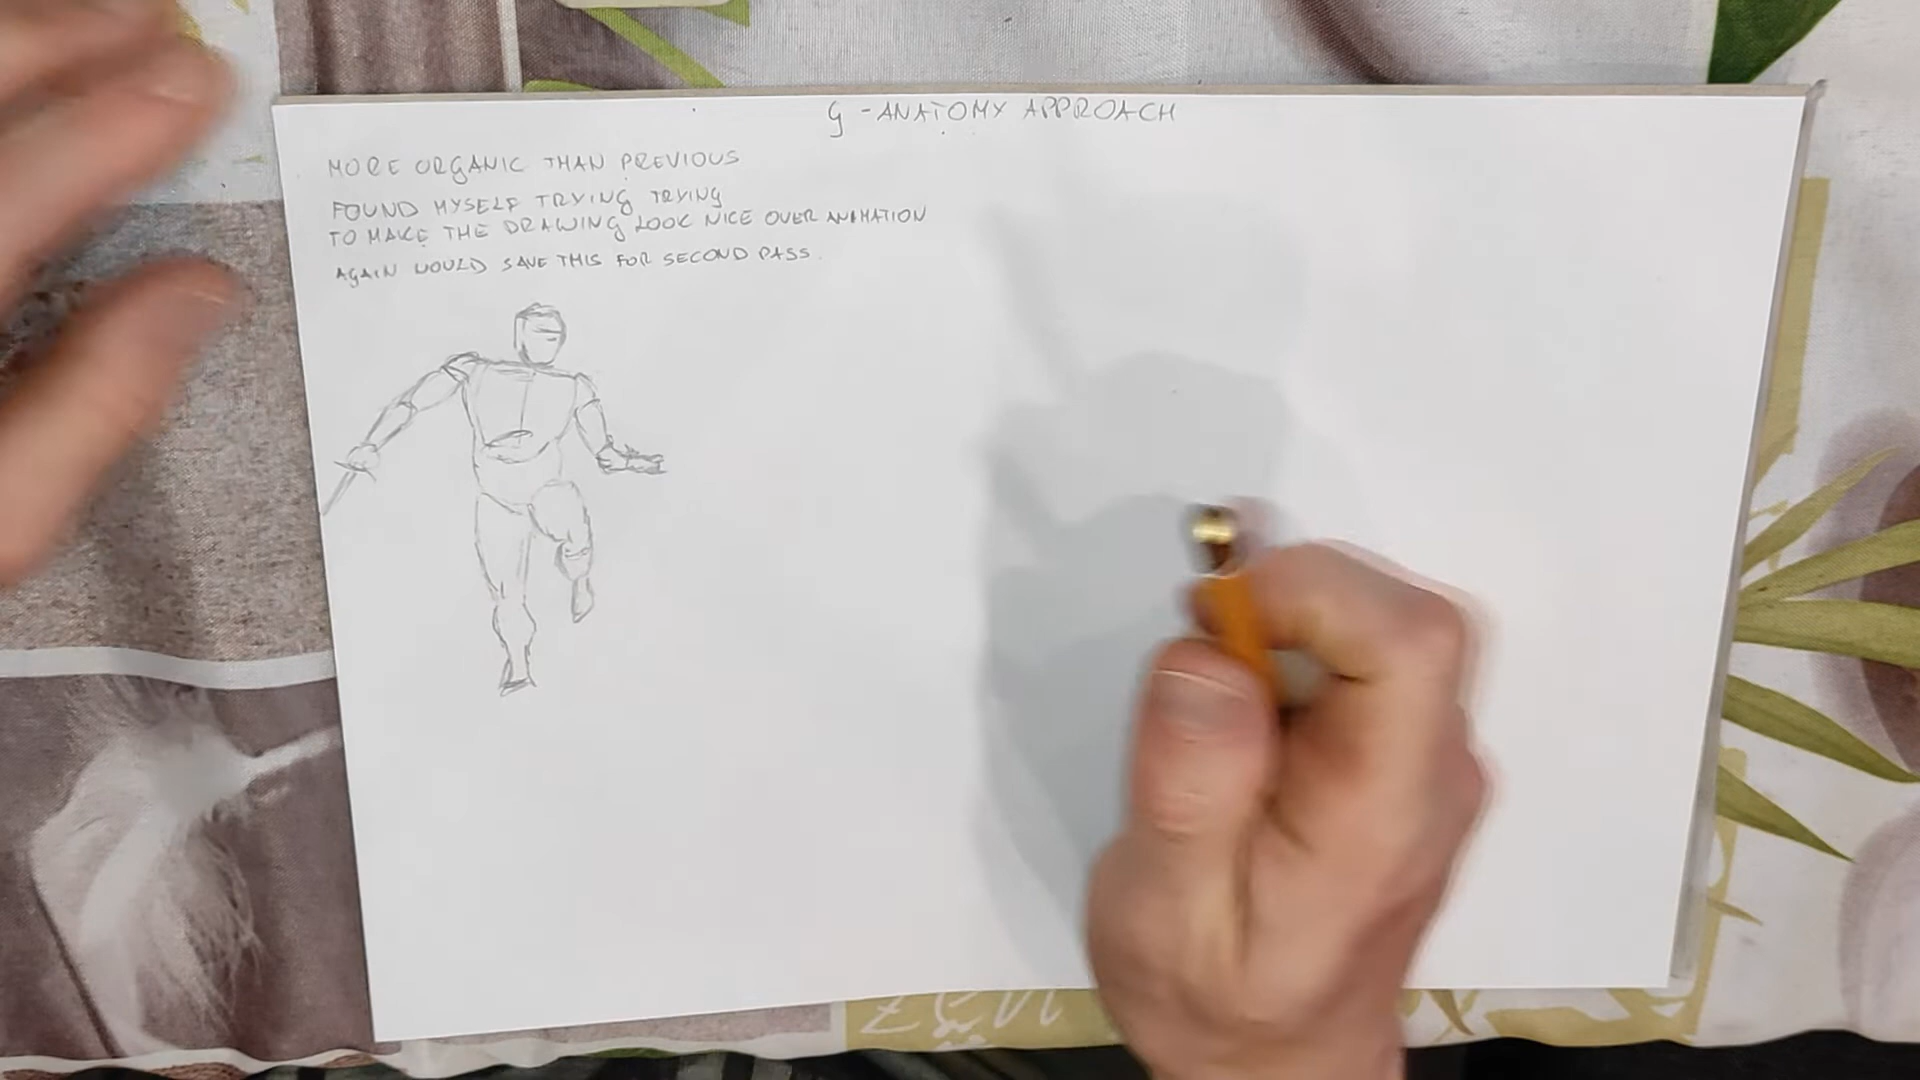 G - ANATOMY APPROACH
MORE ORGANIC THAN PREVIOUS
FOUND MYSELF TRYING TRYING
TO MAKE THE DRAWING LOOK NICE OVER ANIMATION
AGAIN WOULD SAVE THIS FOR SECOND PASS.
zen